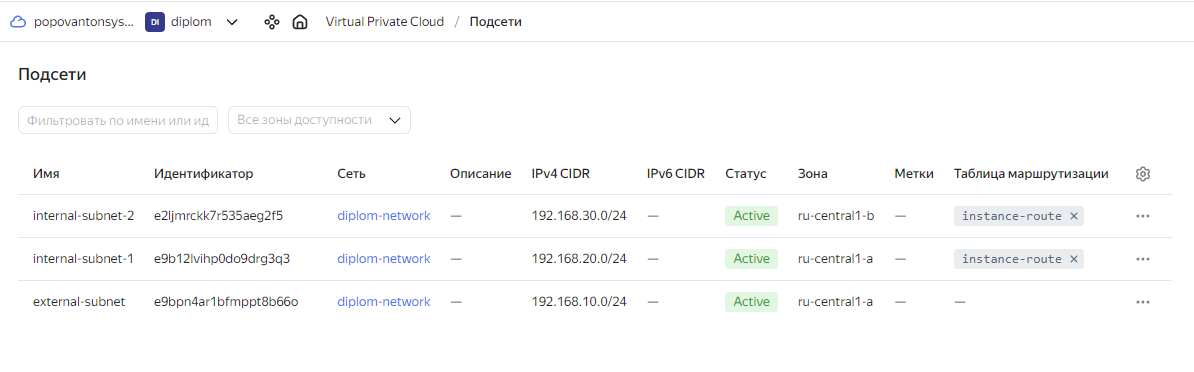 popovantonsys... DI diplom Virtual Private Cloud / Подсети
Подсети
Фильтровать по имени или ид Все зоны доступности
Имя Идентификатор Сеть Описание IPv4 CIDR IPv6 CIDR Статус Зона Метки Таблица маршрутизации
internal-subnet-2 e2ljmrckk7r535aeg2f5 diplom-network — 192.168.30.0/24 — Active ru-central1-b — instance-route ×
internal-subnet-1 e9b12lvihp0do9drg3q3 diplom-network — 192.168.20.0/24 — Active ru-central1-a — instance-route ×
external-subnet e9bpn4ar1bfmppt8b66o diplom-network — 192.168.10.0/24 — Active ru-central1-a — —